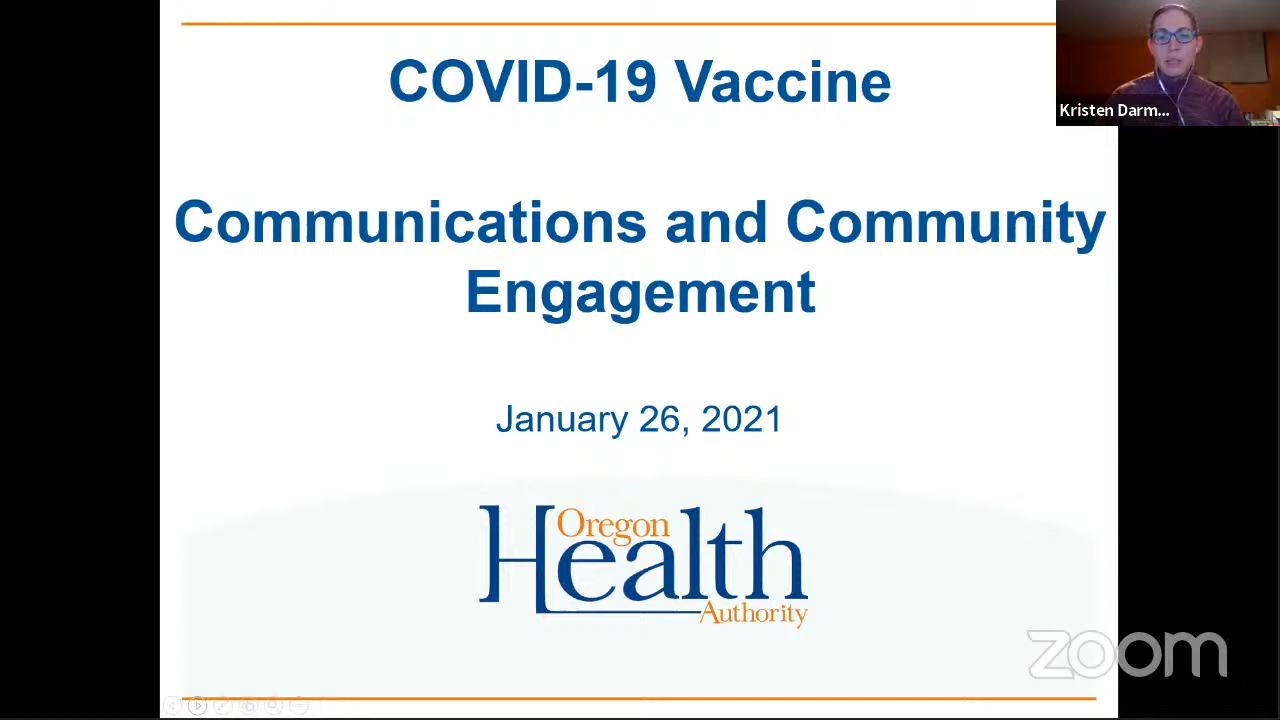 COVID-19 Vaccine
Kristen Darm...
Communications and Community
Engagement
January 26, 2021
Oregon
Health
Authority
zoom